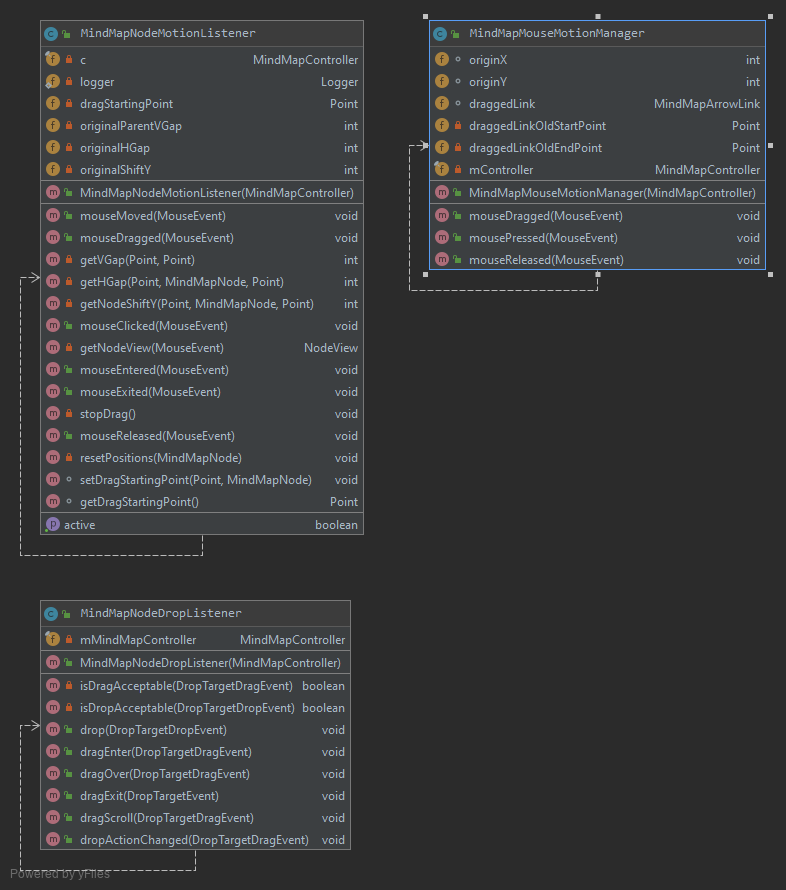 MindMapNodeMotionListener
c MindMapController
logger Logger
dragStartingPoint Point
originalParentVGap int
originalHGap int
originalShiftY int
MindMapNodeMotionListener(MindMapController)
mouseMoved(MouseEvent) void
mouseDragged(MouseEvent) void
getVGap(Point, Point) int
getHGap(Point, MindMapNode, Point) int
getNodeShiftY(Point, MindMapNode, Point) int
mouseClicked(MouseEvent) void
getNodeView(MouseEvent) NodeView
mouseEntered(MouseEvent) void
mouseExited(MouseEvent) void
stopDrag() void
mouseReleased(MouseEvent) void
resetPositions(MindMapNode) void
setDragStartingPoint(Point, MindMapNode) void
getDragStartingPoint() Point
active boolean
MindMapMouseMotionManager
originX int
originY int
draggedLink MindMapArrowLink
draggedLinkOldStartPoint Point
draggedLinkOldEndPoint Point
mController MindMapController
MindMapMouseMotionManager(MindMapController)
mouseDragged(MouseEvent) void
mousePressed(MouseEvent) void
mouseReleased(MouseEvent) void
MindMapNodeDropListener
mMindMapController MindMapController
MindMapNodeDropListener(MindMapController)
isDragAcceptable(DropTargetDragEvent) boolean
isDropAcceptable(DropTargetDropEvent) boolean
drop(DropTargetDropEvent) void
dragEnter(DropTargetDragEvent) void
dragOver(DropTargetDragEvent) void
dragExit(DropTargetEvent) void
dragScroll(DropTargetDragEvent) void
dropActionChanged(DropTargetDragEvent) void
Powered by yFiles